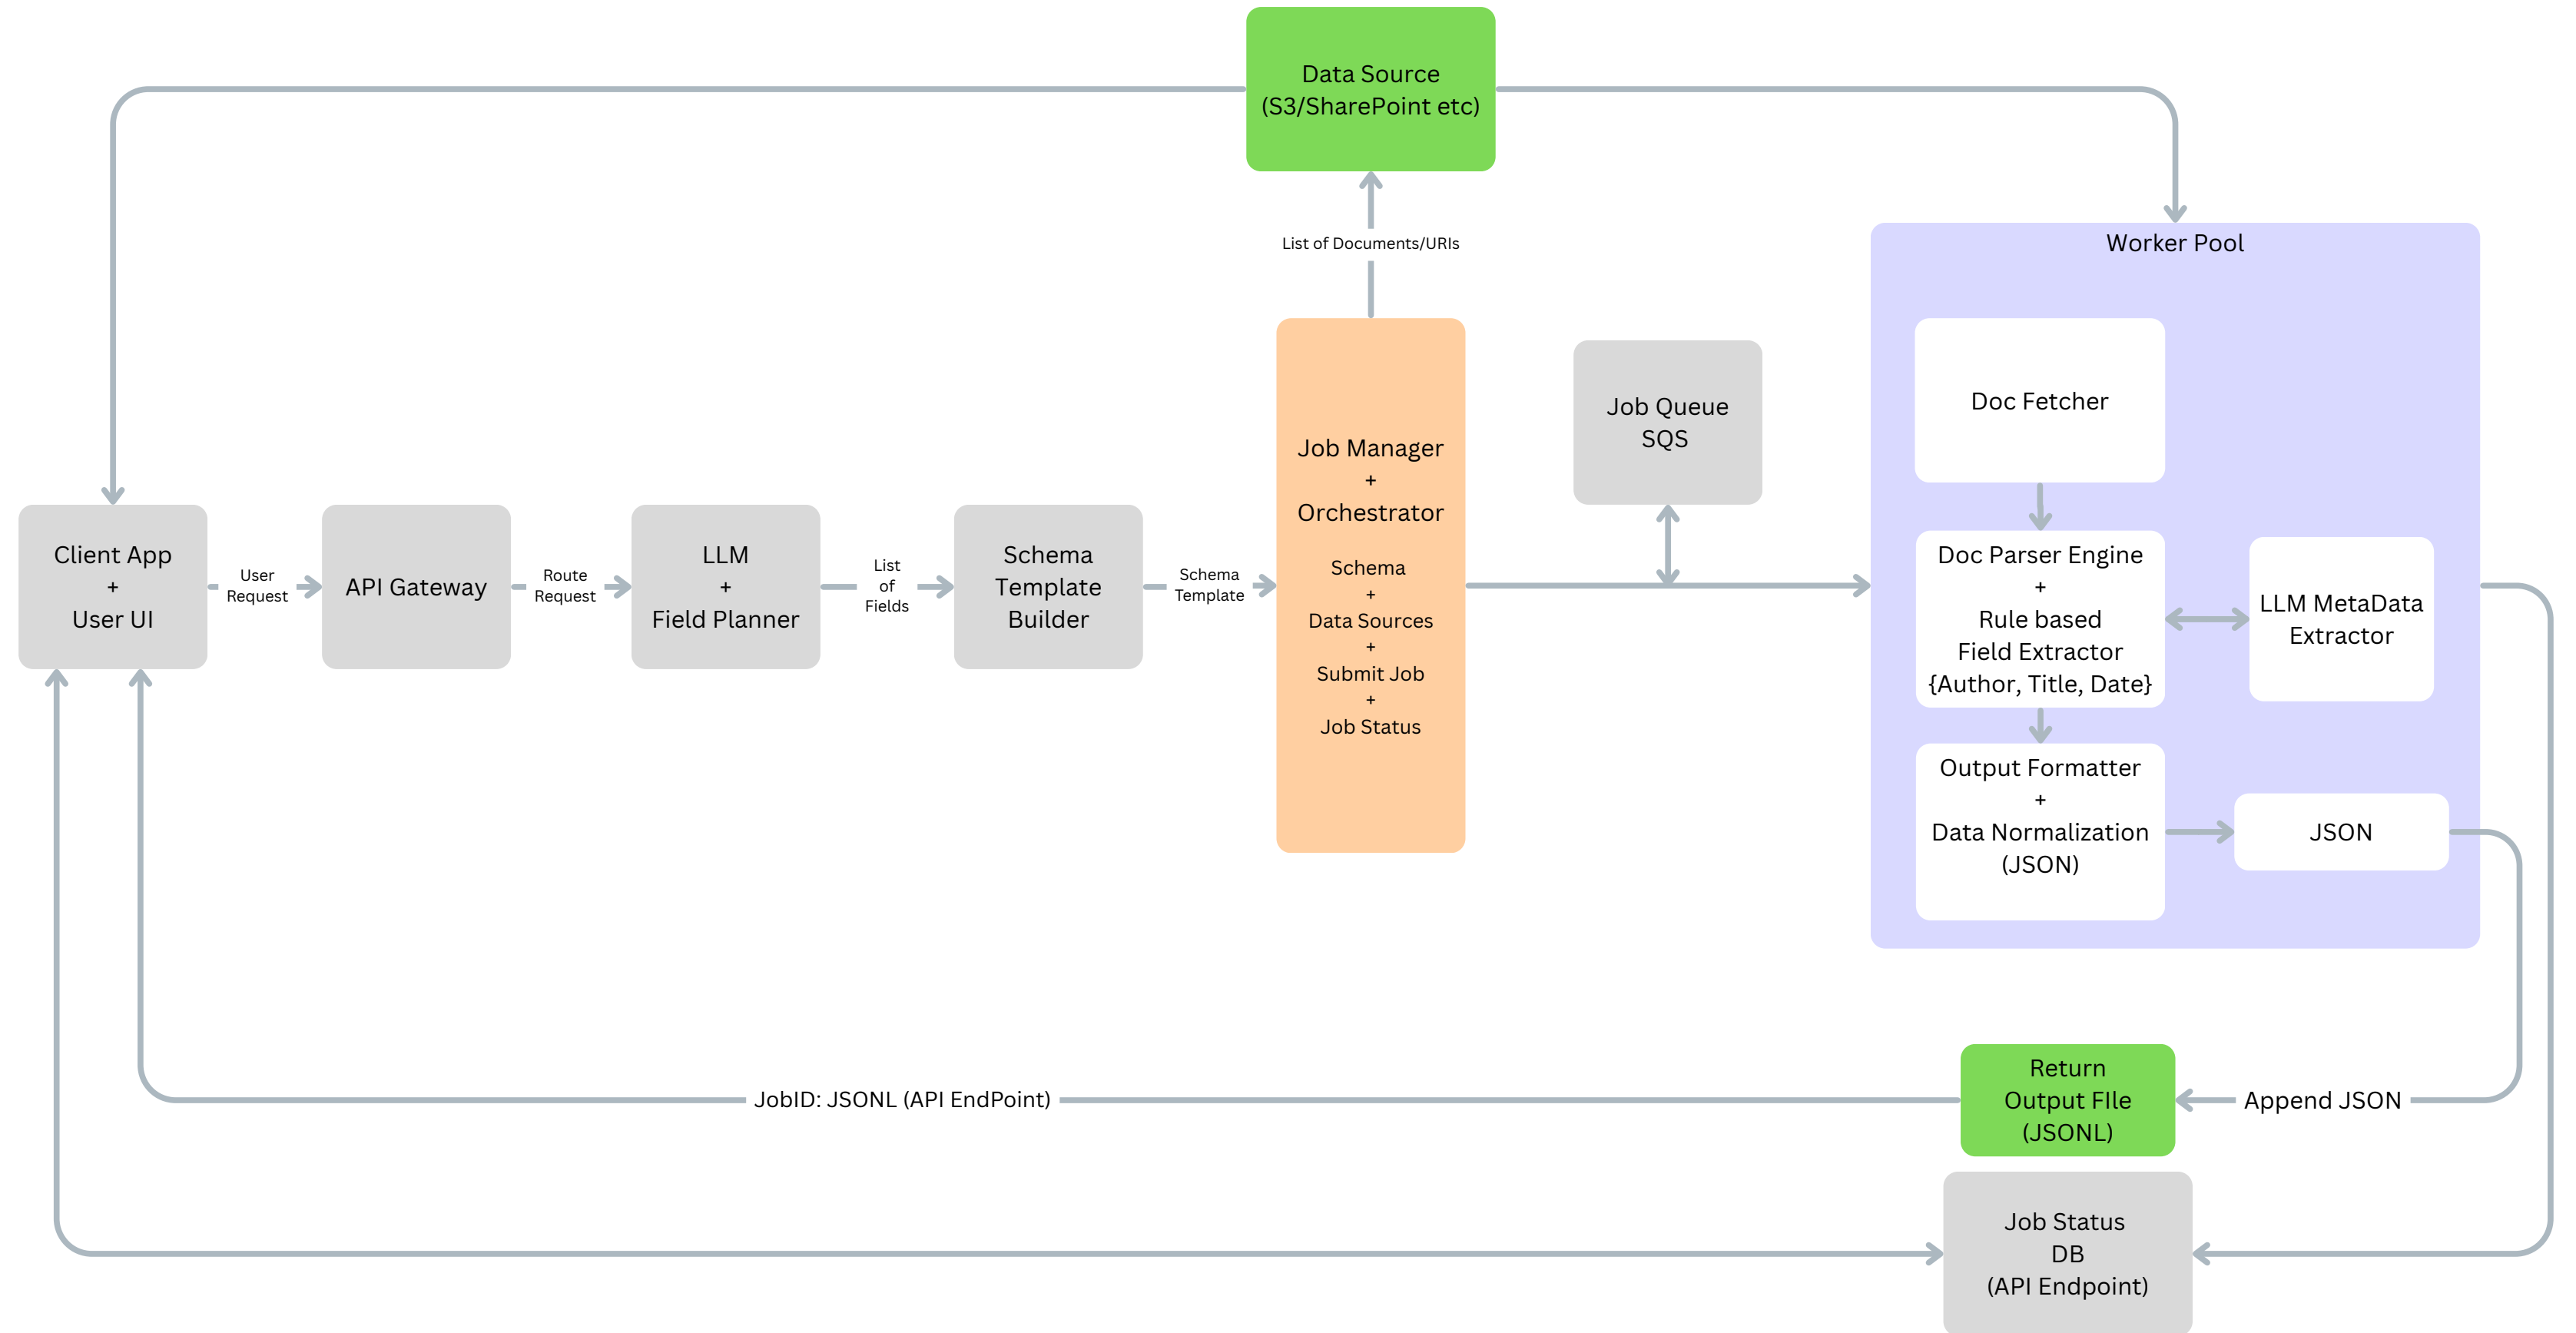 Data Source
(S3/SharePoint etc)
List of Documents/URIs
Worker Pool
Doc Fetcher
Job Queue
SQS
Job Manager
+
Orchestrator
Schema
+
Data Sources
+
Submit Job
+
Job Status
Client App
+
User UI
User
Request
API Gateway
Route
Request
LLM
+
Field Planner
List
of
Fields
Schema
Template
Builder
Schema
Template
Doc Parser Engine
+
Rule based
Field Extractor
{Author, Title, Date}
LLM MetaData
Extractor
Output Formatter
+
Data Normalization
(JSON)
JSON
Return
Output FIle
(JSONL)
Append JSON
JobID: JSONL (API EndPoint)
Job Status
DB
(API Endpoint)